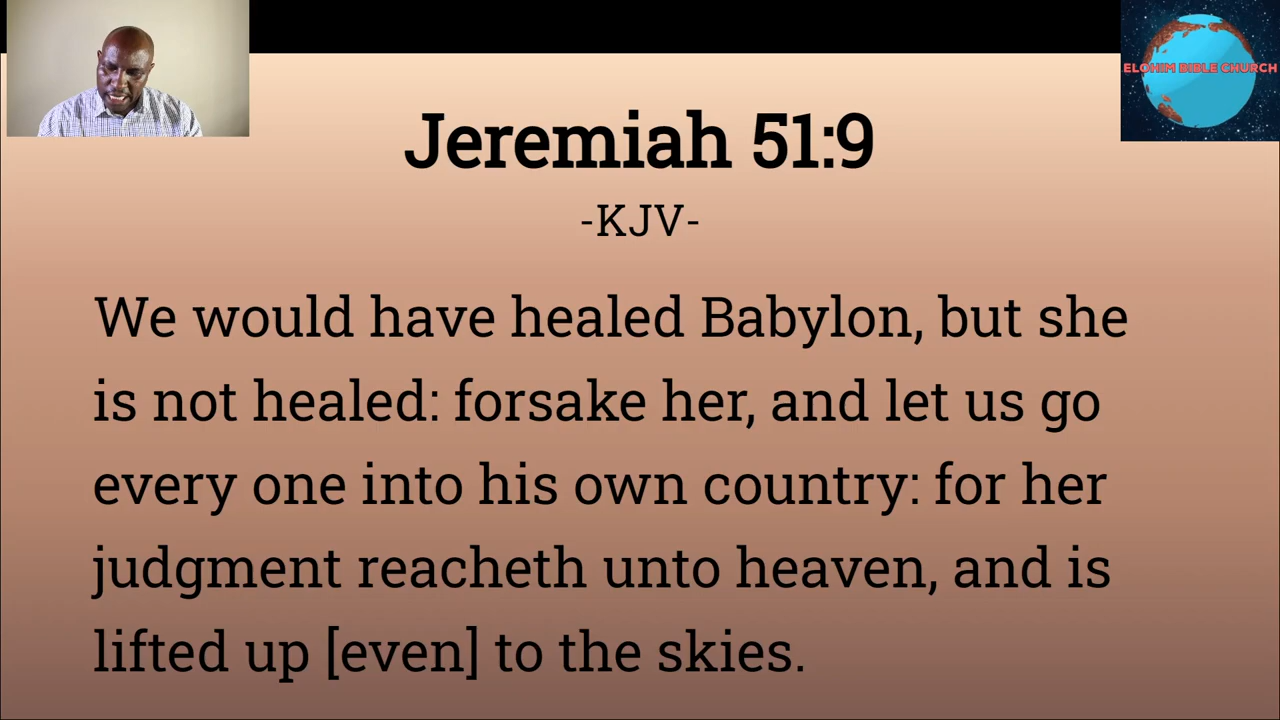 ELOHIM BIBLE CHURCH
Jeremiah 51:9
-KJV-
We would have healed Babylon, but she
is not healed: forsake her, and let us go
every one into his own country: for her
judgment reacheth unto heaven, and is
lifted up [even] to the skies.